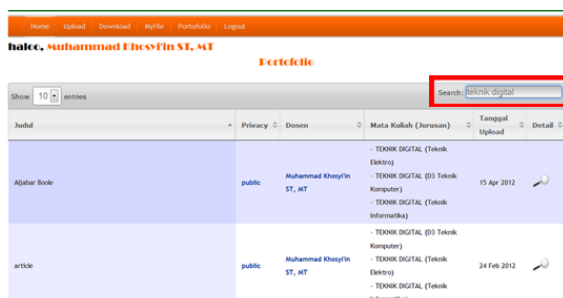 Home Upload Download Myfile Portofolio Logout
haloo, Muhammad Khosyi'in ST, MT
Portofolio
Show 10 entries Search: teknik digital
Judul Privacy Dosen Mata Kuliah (Jurusan) Tanggal Upload Detail
- TEKNIK DIGITAL (Teknik
Elektro)
Aljabar Boole public Muhammad Khosyi'in ST, MT - TEKNIK DIGITAL (D3 Teknik
Komputer) 15 Apr 2012
- TEKNIK DIGITAL (Teknik
Informatika)
- TEKNIK DIGITAL (D3 Teknik
Komputer)
article public Muhammad Khosyi'in ST, MT - TEKNIK DIGITAL (Teknik
Elektro) 24 Feb 2012
- TEKNIK DIGITAL (Teknik